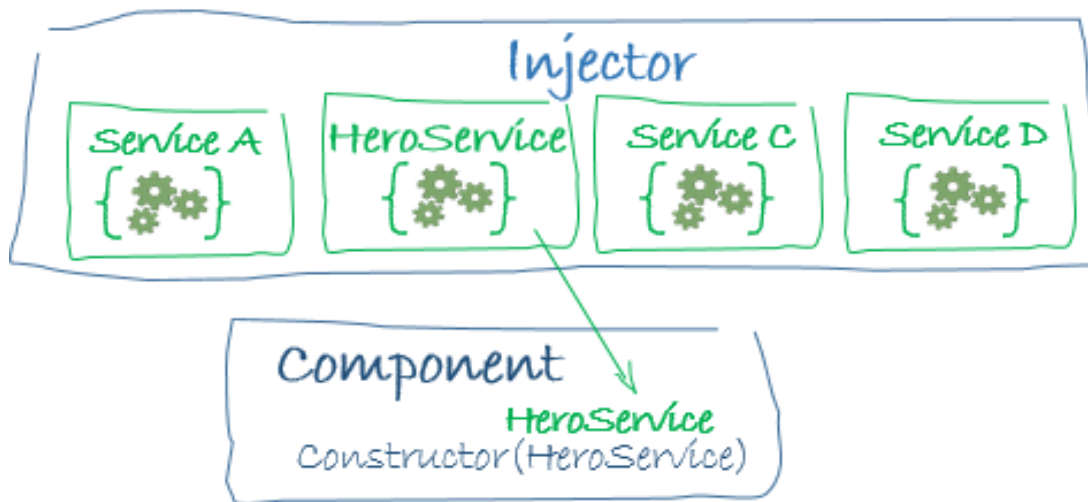 Injector
Service A
HeroService
Service C
Service D
Component
HeroService
Constructor(HeroService)